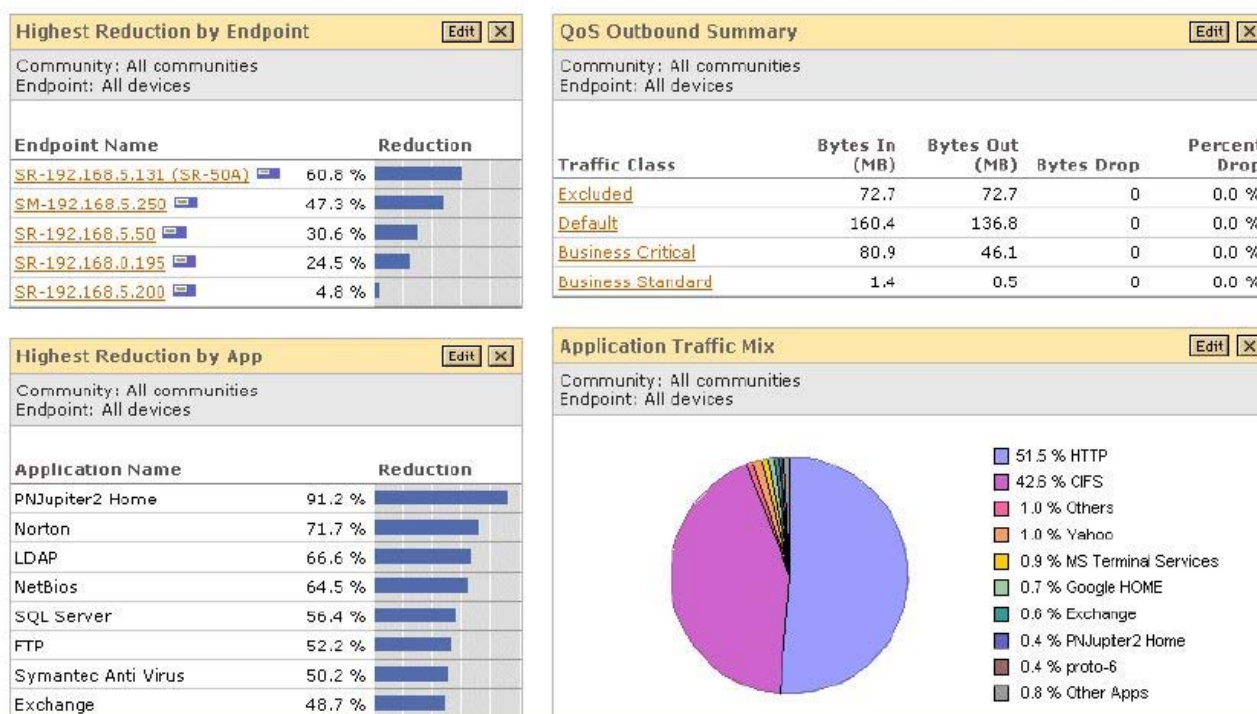 Highest Reduction by Endpoint Edit X
Community: All communities
Endpoint: All devices
Endpoint Name Reduction
SR-192.168.5.131 (SR-50A) 60.8 %
SM-192.168.5.250 47.3 %
SR-192.168.5.50 30.6 %
SR-192.168.0.195 24.5 %
SR-192.168.5.200 4.8 %
QoS Outbound Summary Edit X
Community: All communities
Endpoint: All devices
Bytes In Bytes Out Percent
Traffic Class (MB) (MB) Bytes Drop Drop
Excluded 72.7 72.7 0 0.0 %
Default 160.4 136.8 0 0.0 %
Business Critical 80.9 46.1 0 0.0 %
Business Standard 1.4 0.5 0 0.0 %
Highest Reduction by App Edit X
Community: All communities
Endpoint: All devices
Application Name Reduction
PNJupiter2 Home 91.2 %
Norton 71.7 %
LDAP 66.6 %
NetBios 64.5 %
SQL Server 56.4 %
FTP 52.2 %
Symantec Anti Virus 50.2 %
Exchange 48.7 %
Application Traffic Mix Edit X
Community: All communities
Endpoint: All devices
51.5 % HTTP
42.6 % CIFS
1.0 % Others
1.0 % Yahoo
0.9 % MS Terminal Services
0.7 % Google HOME
0.6 % Exchange
0.4 % PNJupiter2 Home
0.4 % proto-6
0.8 % Other Apps